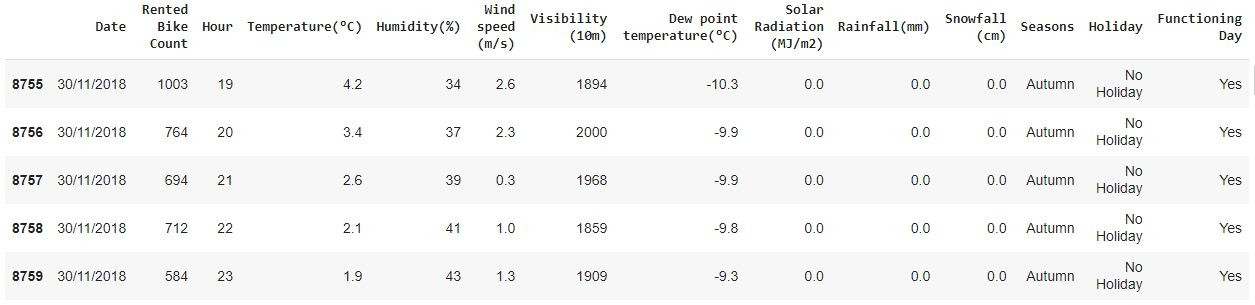 Date Rented Bike Count Hour Temperature(°C) Humidity(%) Wind speed (m/s) Visibility (10m) Dew point temperature(°C) Solar Radiation (MJ/m2) Rainfall(mm) Snowfall (cm) Seasons Holiday Functioning Day
8755 30/11/2018 1003 19 4.2 34 2.6 1894 -10.3 0.0 0.0 0.0 Autumn No Holiday Yes
8756 30/11/2018 764 20 3.4 37 2.3 2000 -9.9 0.0 0.0 0.0 Autumn No Holiday Yes
8757 30/11/2018 694 21 2.6 39 0.3 1968 -9.9 0.0 0.0 0.0 Autumn No Holiday Yes
8758 30/11/2018 712 22 2.1 41 1.0 1859 -9.8 0.0 0.0 0.0 Autumn No Holiday Yes
8759 30/11/2018 584 23 1.9 43 1.3 1909 -9.3 0.0 0.0 0.0 Autumn No Holiday Yes